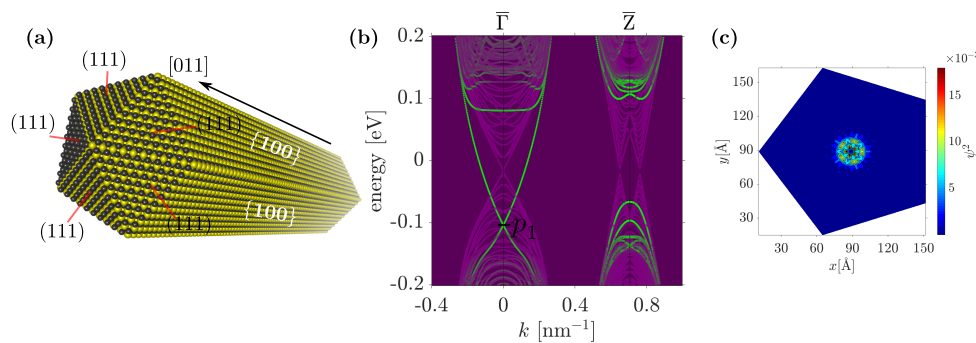 (a)
(111)
[011]
(111)
(111)
{100}
(111)
{100}
(111)
(b)
Γ̅
Z̅
0.2
0.1
0
-0.1
-0.2
energy [eV]
p₁
-0.4
0
0.4
0.8
k [nm⁻¹]
(c)
150
120
90
60
30
y[Å]
30
60
90
120
150
x[Å]
15
10
5
ψ²